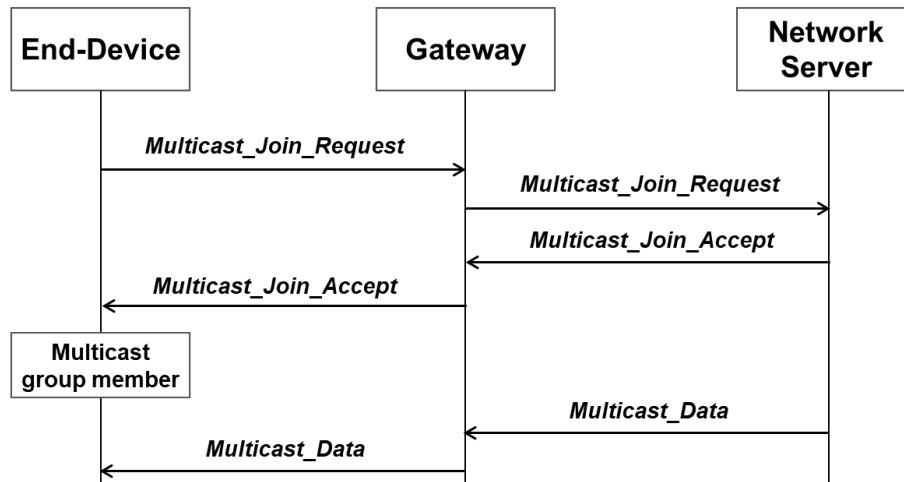 End-Device
Gateway
Network
Server
Multicast_Join_Request
Multicast_Join_Request
Multicast_Join_Accept
Multicast_Join_Accept
Multicast
group member
Multicast_Data
Multicast_Data